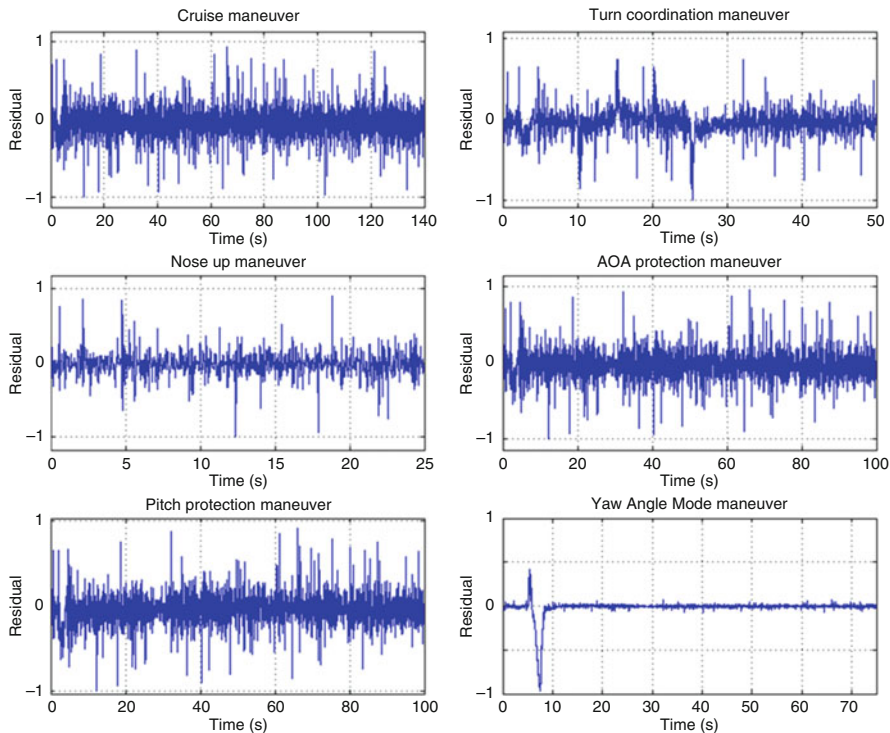 Cruise maneuver
1
0
−1
Residual
0 20 40 60 80 100 120 140
Time (s)
Turn coordination maneuver
1
0
−1
Residual
0 10 20 30 40 50
Time (s)
Nose up maneuver
1
0
−1
Residual
0 5 10 15 20 25
Time (s)
AOA protection maneuver
1
0
−1
Residual
0 20 40 60 80 100
Time (s)
Pitch protection maneuver
1
0
−1
Residual
0 20 40 60 80 100
Time (s)
Yaw Angle Mode maneuver
1
0
−1
Residual
0 10 20 30 40 50 60 70
Time (s)